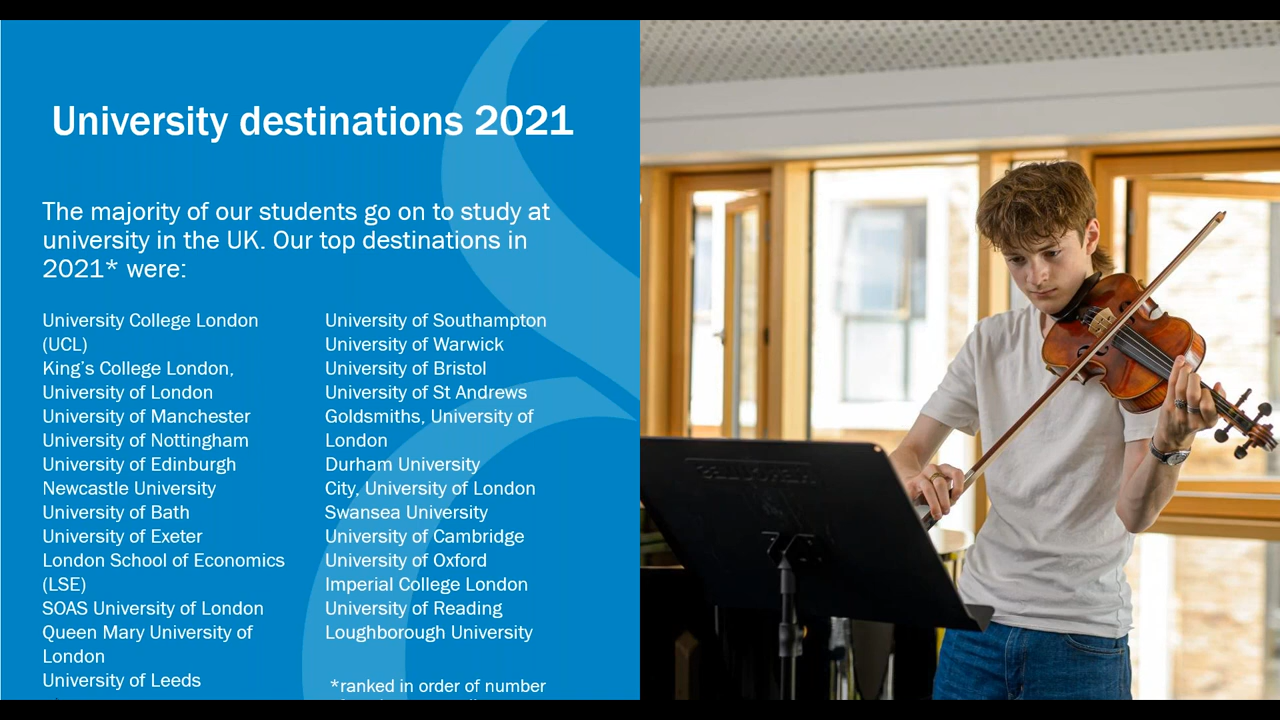 University destinations 2021
The majority of our students go on to study at
university in the UK. Our top destinations in
2021* were:
University College London
(UCL)
King's College London,
University of London
University of Manchester
University of Nottingham
University of Edinburgh
Newcastle University
University of Bath
University of Exeter
London School of Economics
(LSE)
SOAS University of London
Queen Mary University of
London
University of Leeds
University of Southampton
University of Warwick
University of Bristol
University of St Andrews
Goldsmiths, University of
London
Durham University
City, University of London
Swansea University
University of Cambridge
University of Oxford
Imperial College London
University of Reading
Loughborough University
*ranked in order of number